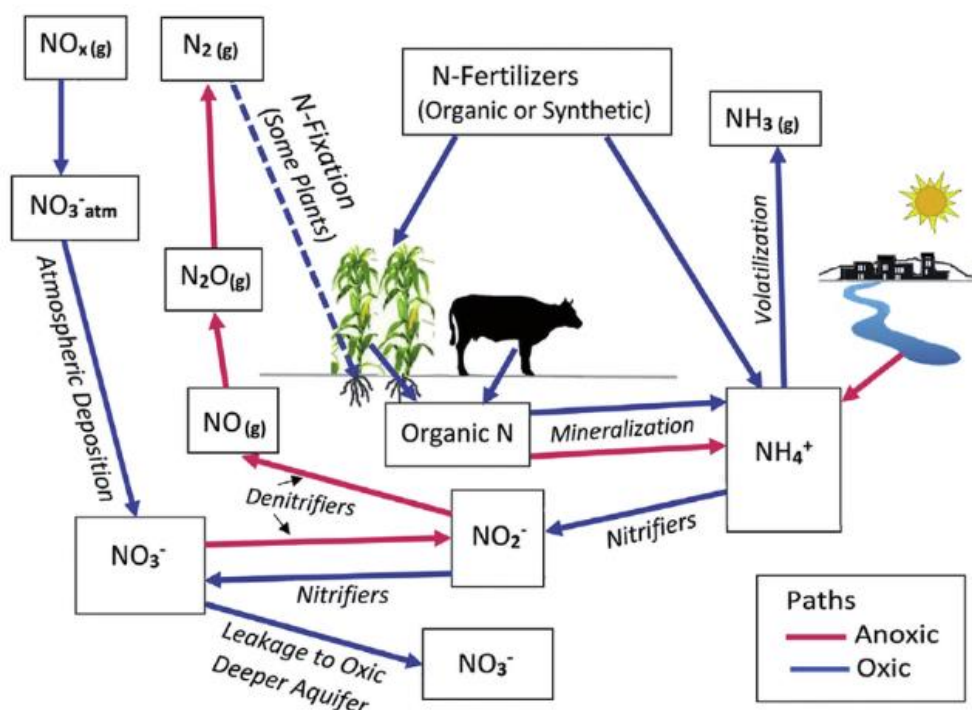 NOx (g)
N2 (g)
N-Fertilizers
(Organic or Synthetic)
NH3 (g)
N-Fixation
(Some Plants)
NO3-atm
Volatilization
N2O(g)
Atmospheric Deposition
NO(g)
Organic N
Mineralization
NH4+
Denitrifiers
NO2-
Nitrifiers
NO3-
Nitrifiers
Leakage to Oxic
Deeper Aquifer
NO3-
Paths
Anoxic
Oxic